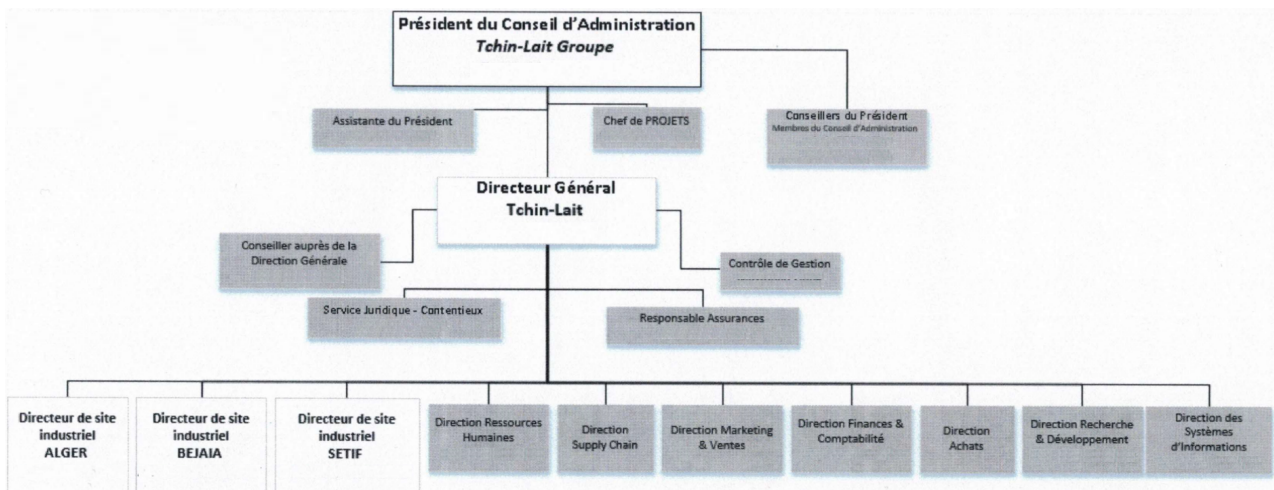 Président du Conseil d'Administration
Tchin-Lait Groupe
Assistante du Président
Chef de PROJETS
Conseillers du Président
Membres du Conseil d'Administration
Directeur Général
Tchin-Lait
Conseiller auprès de la
Direction Générale
Contrôle de Gestion
Service Juridique - Contentieux
Responsable Assurances
Directeur de site
industriel
ALGER
Directeur de site
industriel
BEJAIA
Directeur de site
industriel
SETIF
Direction Ressources
Humaines
Direction
Supply Chain
Direction Marketing
& Ventes
Direction Finances &
Comptabilité
Direction
Achats
Direction Recherche
& Développement
Direction des
Systèmes
d'Informations